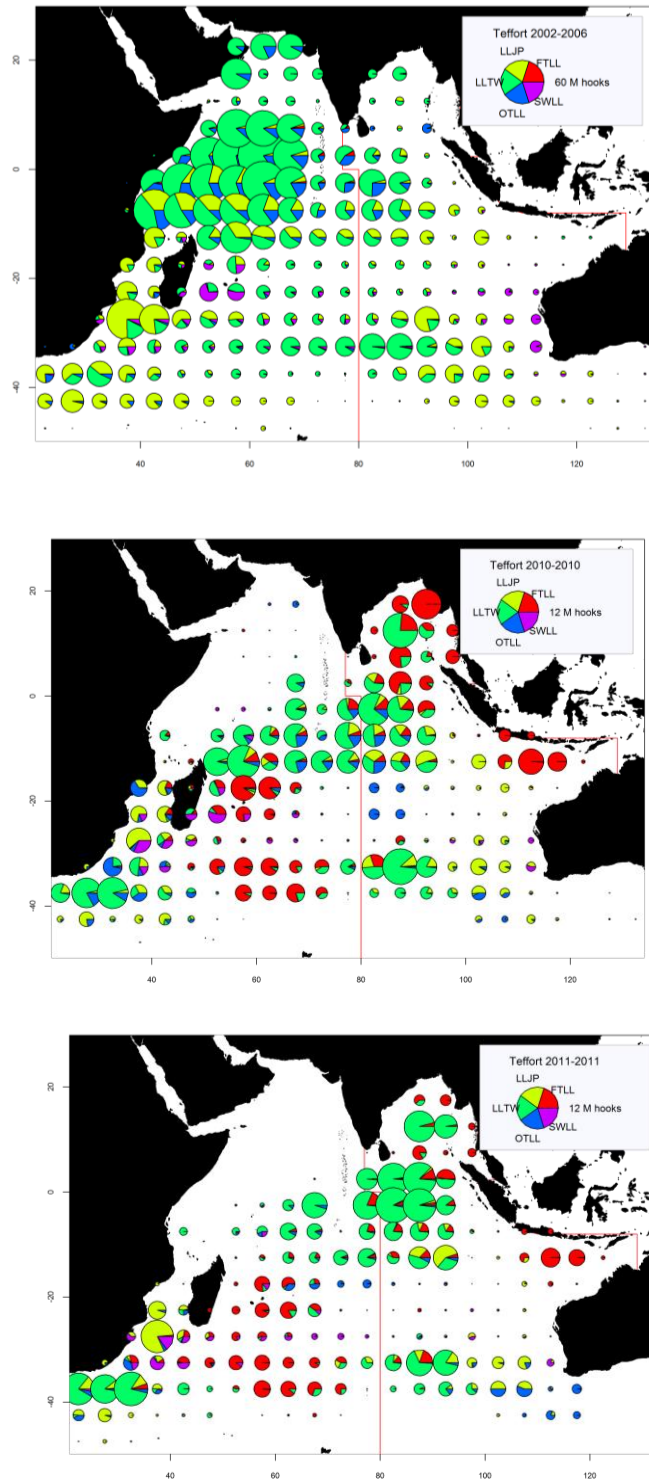 Teffort 2002-2006
LLJP
FTLL
LLTW
60 M hooks
SWLL
OTLL
20
0
-20
-40
40
60
80
100
120
Teffort 2010-2010
LLJP
FTLL
LLTW
12 M hooks
SWLL
OTLL
20
0
-20
-40
40
60
80
100
120
Teffort 2011-2011
LLJP
FTLL
LLTW
12 M hooks
SWLL
OTLL
20
0
-20
-40
40
60
80
100
120